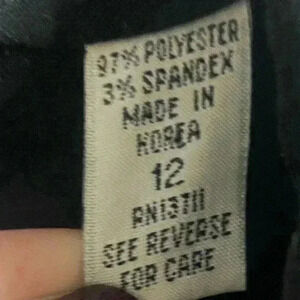 97% POLYESTER
3% SPANDEX
MADE IN
KOREA
12
RN13711
SEE REVERSE
FOR CARE